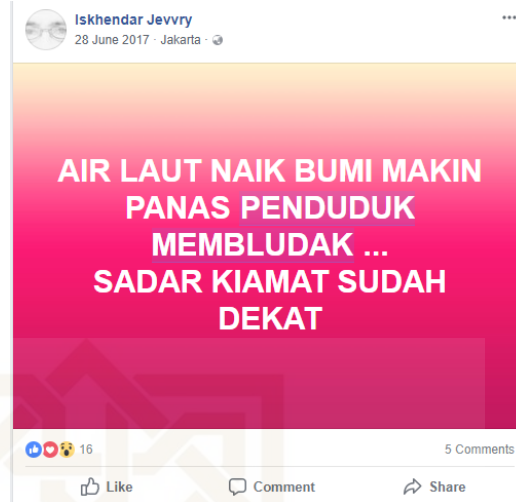 Iskhendar Jevvry
28 June 2017 · Jakarta ·
AIR LAUT NAIK BUMI MAKIN
PANAS PENDUDUK
MEMBLUDAK ...
SADAR KIAMAT SUDAH
DEKAT
16
5 Comments
Like Comment Share